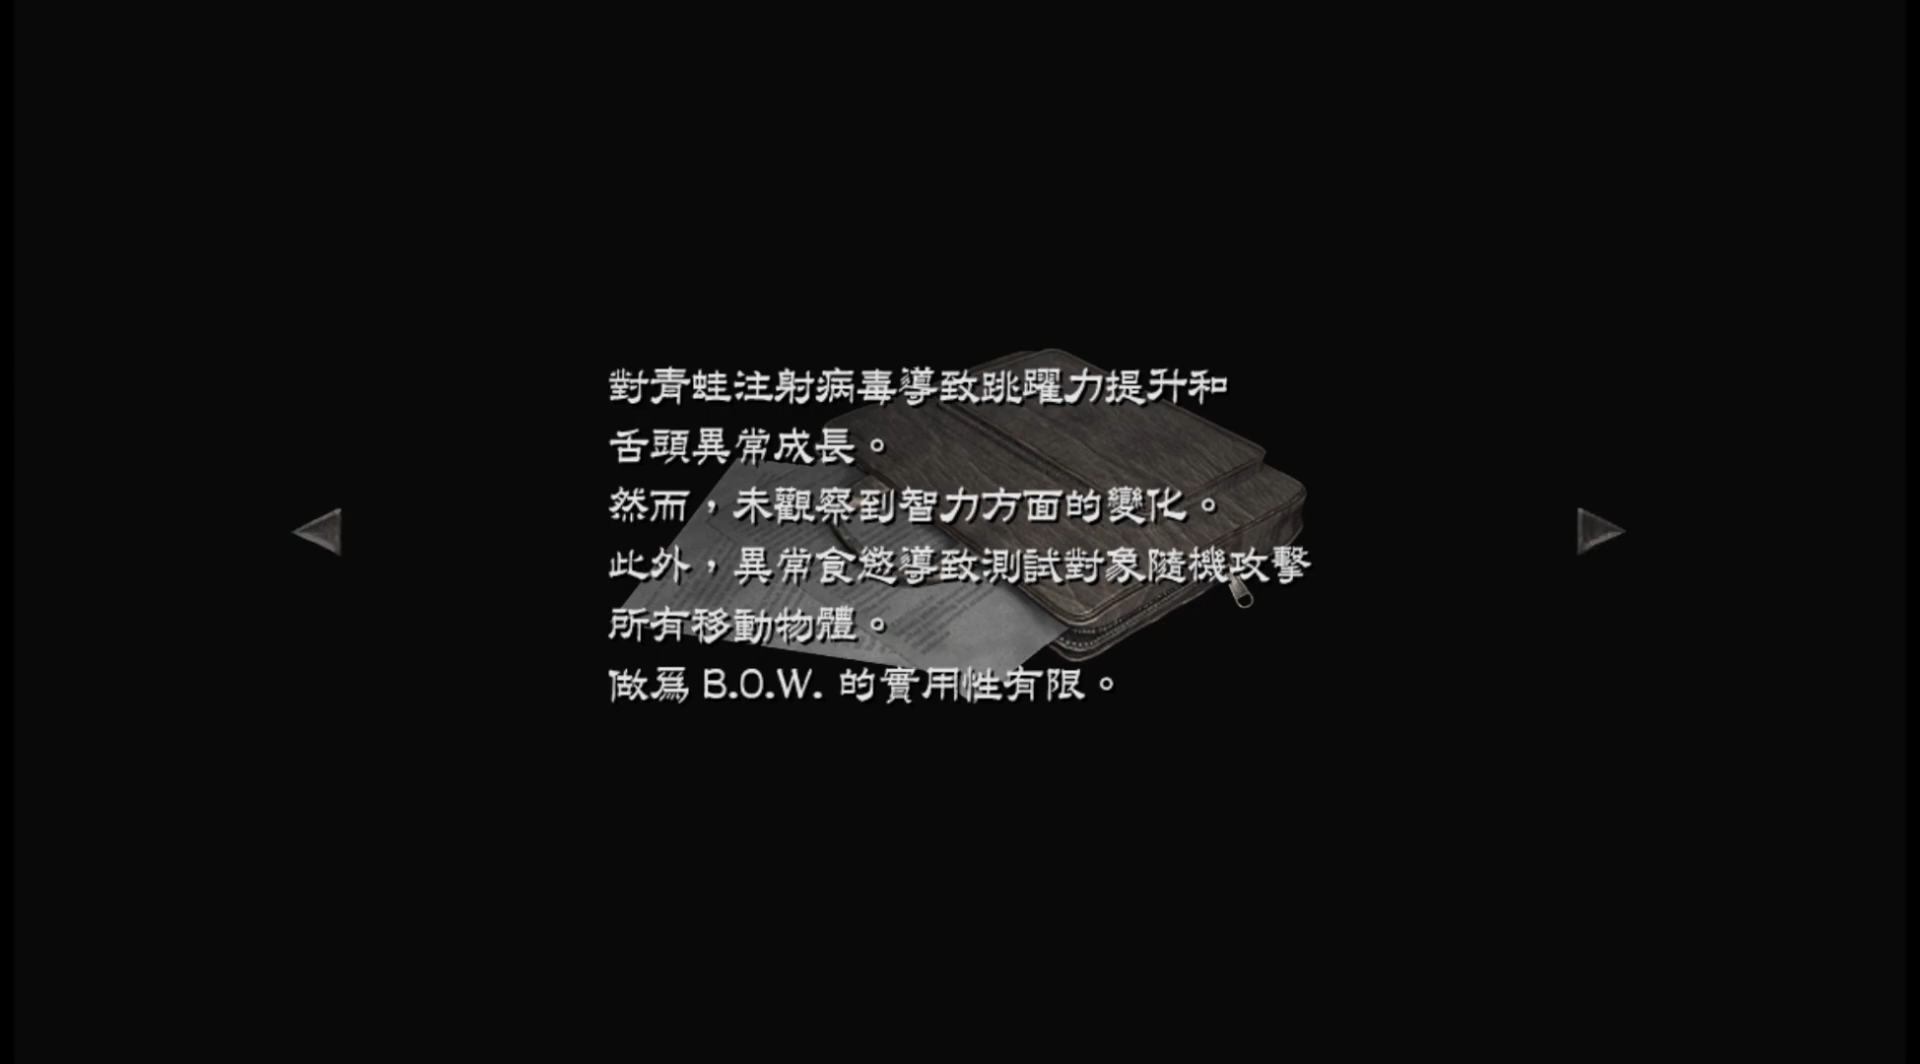 對青蛙注射病毒導致跳躍力提升和
舌頭異常成長。
然而，未觀察到智力方面的變化。
此外，異常食慾導致測試對象隨機攻擊
所有移動物體。
做爲 B.O.W. 的實用性有限。